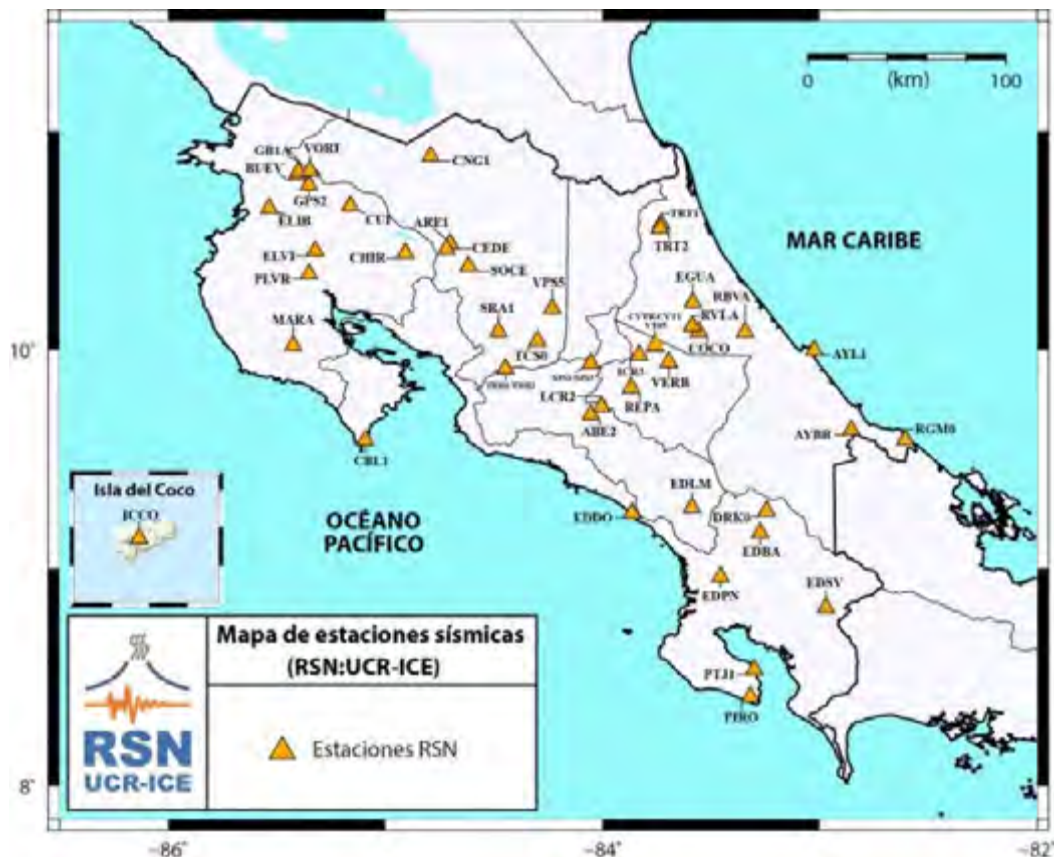 0
(km)
100
MAR CARIBE
GB1A
VORI
BUEV
GPS2
ELIB
CNG1
ARE1
CEDE
CHIR
SOCE
ELVI
PLVR
VPS5
SRA1
TCS0
MARA
CBL1
TRT1
TRT2
EGUA
RBVA
RVLA
COCO
VERB
ICR3
REPA
LCR2
ABE2
AYL1
AYBR
RGM0
EDLM
EDDO
DRK0
EDBA
EDPN
EDSV
PTJ1
PIRO
10°
8°
Isla del Coco
ICCO
OCÉANO
PACÍFICO
Mapa de estaciones sísmicas
(RSN:UCR-ICE)
RSN
UCR-ICE
Estaciones RSN
-86°
-84°
-82°